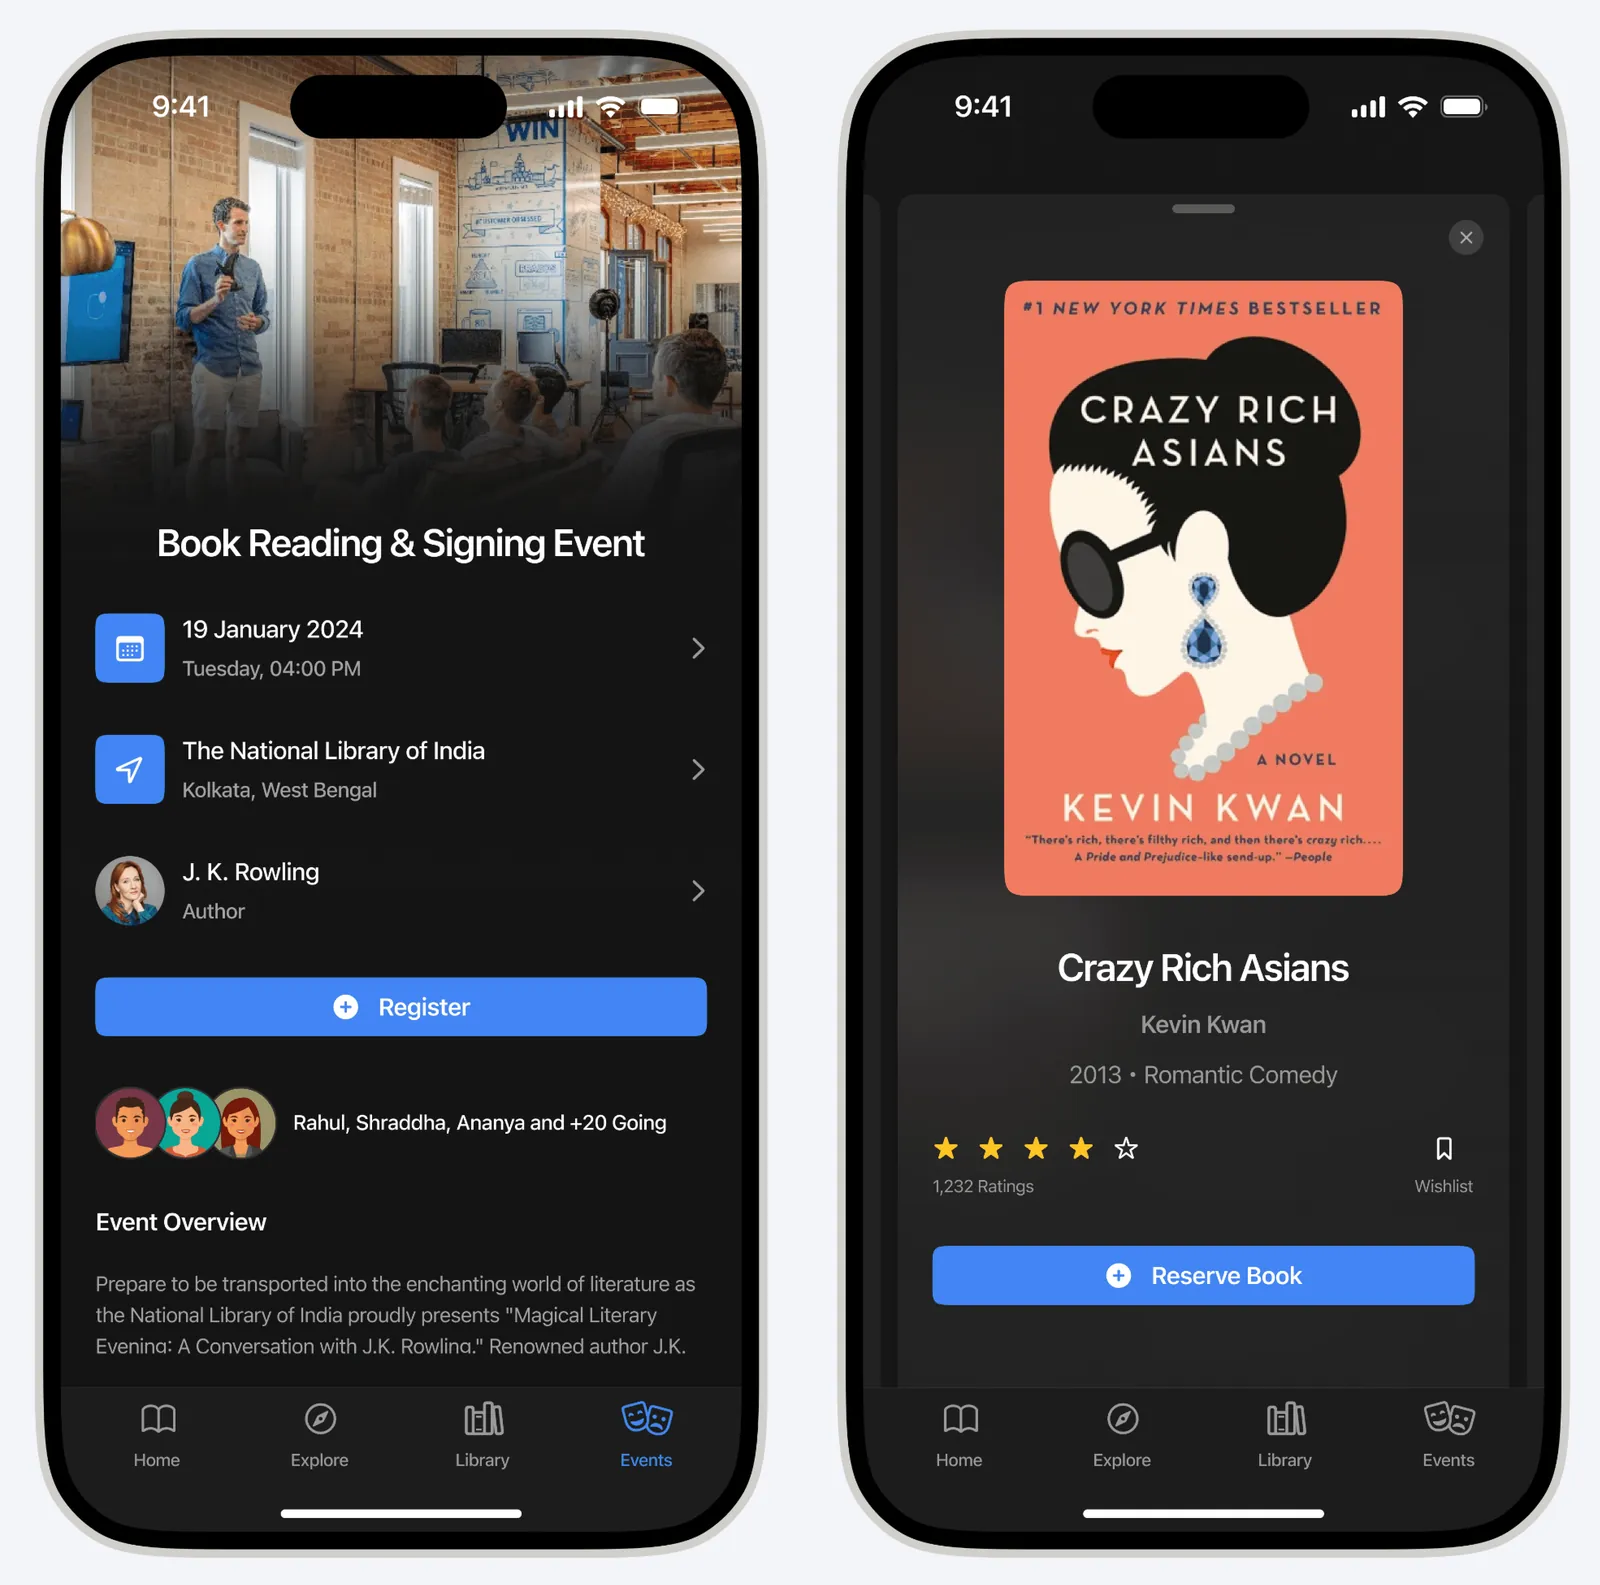 9:41
WIN
Book Reading & Signing Event
19 January 2024
Tuesday, 04:00 PM
The National Library of India
Kolkata, West Bengal
J. K. Rowling
Author
Register
Rahul, Shraddha, Ananya and +20 Going
Event Overview
Prepare to be transported into the enchanting world of literature as
the National Library of India proudly presents "Magical Literary
Evening: A Conversation with J.K. Rowling." Renowned author J.K.
Home
Explore
Library
Events
9:41
#1 NEW YORK TIMES BESTSELLER
CRAZY RICH
ASIANS
A NOVEL
KEVIN KWAN
“There’s rich, there’s filthy rich, and then there’s crazy rich....
A Pride and Prejudice–like send-up.” —People
Crazy Rich Asians
Kevin Kwan
2013 • Romantic Comedy
1,232 Ratings
Wishlist
Reserve Book
Home
Explore
Library
Events